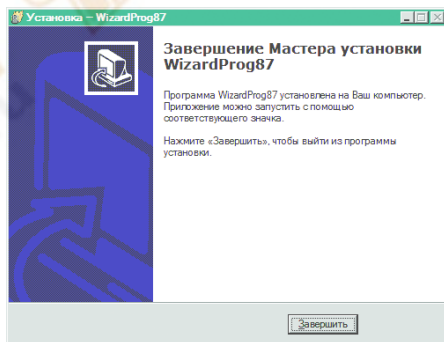 Установка – WizardProg87
Завершение Мастера установки
WizardProg87
Программа WizardProg87 установлена на Ваш компьютер.
Приложение можно запустить с помощью
соответствующего значка.
Нажмите «Завершить», чтобы выйти из программы
установки.
Завершить